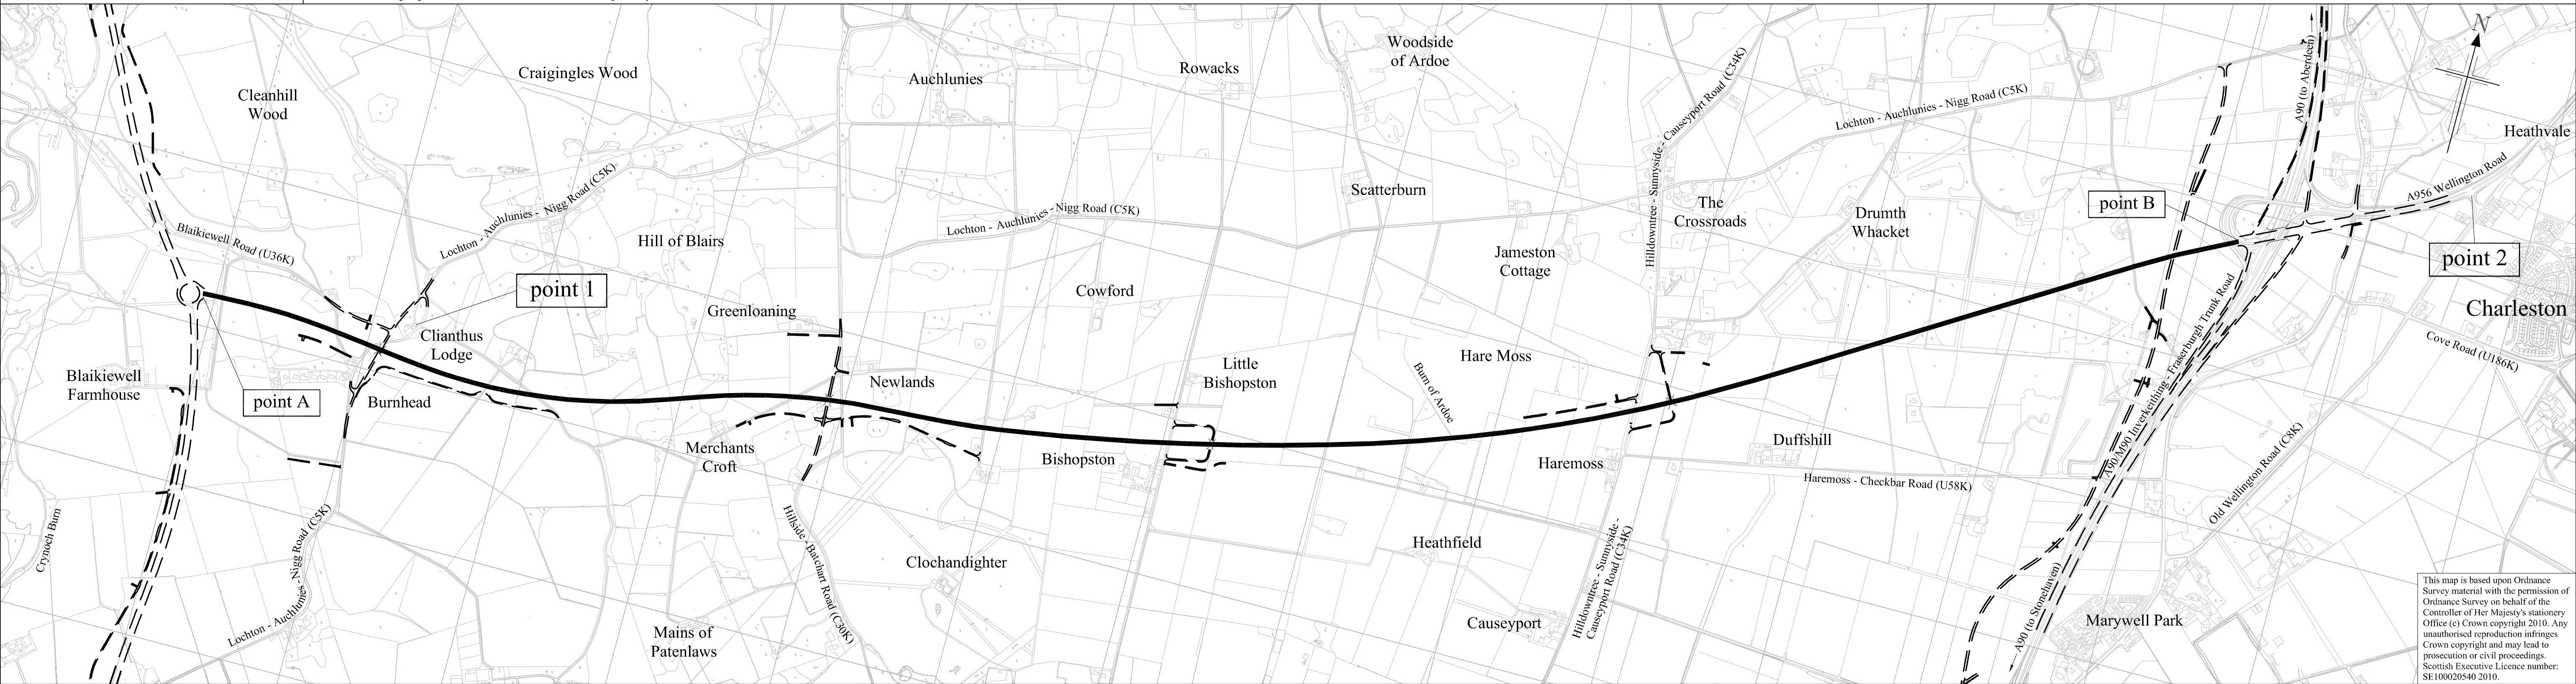 Cleanhill
Wood
Craigingles Wood
Auchlunies
Rowacks
Woodside
of Ardoe
Hilldowntree - Sunnyside - Causeyport Road (C34K)
Lochton - Auchlunies - Nigg Road (C5K)
A90 (to Aberdeen)
N
Heathvale
A956 Wellington Road
Blaikiewell Road (U36K)
Lochton - Auchlunies - Nigg Road (C5K)
Hill of Blairs
Lochton - Auchlunies - Nigg Road (C5K)
Scatterburn
The
Crossroads
Drumth
Whacket
point B
point 2
Charleston
point 1
Clianthus
Lodge
Greenloaning
Cowford
Jameston
Cottage
Blaikiewell
Farmhouse
point A
Burnhead
Newlands
Little
Bishopston
Hare Moss
Burn of Ardoe
A90/M90 Inverkeithing - Fraserburgh Trunk Road
Cove Road (U186K)
Merchants
Croft
Bishopston
Haremoss
Duffshill
Haremoss - Checkbar Road (U58K)
Old Wellington Road (C8K)
Crynoch Burn
Lochton - Auchlunies - Nigg Road (C5K)
Hillside - Batchart Road (C30K)
Clochandighter
Heathfield
Hilldowntree - Sunnyside -
Causeyport Road (C34K)
Mains of
Patenlaws
Causeyport
A90 (to Stonehaven)
Marywell Park
This map is based upon Ordnance
Survey material with the permission of
Ordnance Survey on behalf of the
Controller of Her Majesty's stationery
Office (c) Crown copyright 2010. Any
unauthorised reproduction infringes
Crown copyright and may lead to
prosecution or civil proceedings.
Scottish Executive Licence number:
SE100020540 2010.